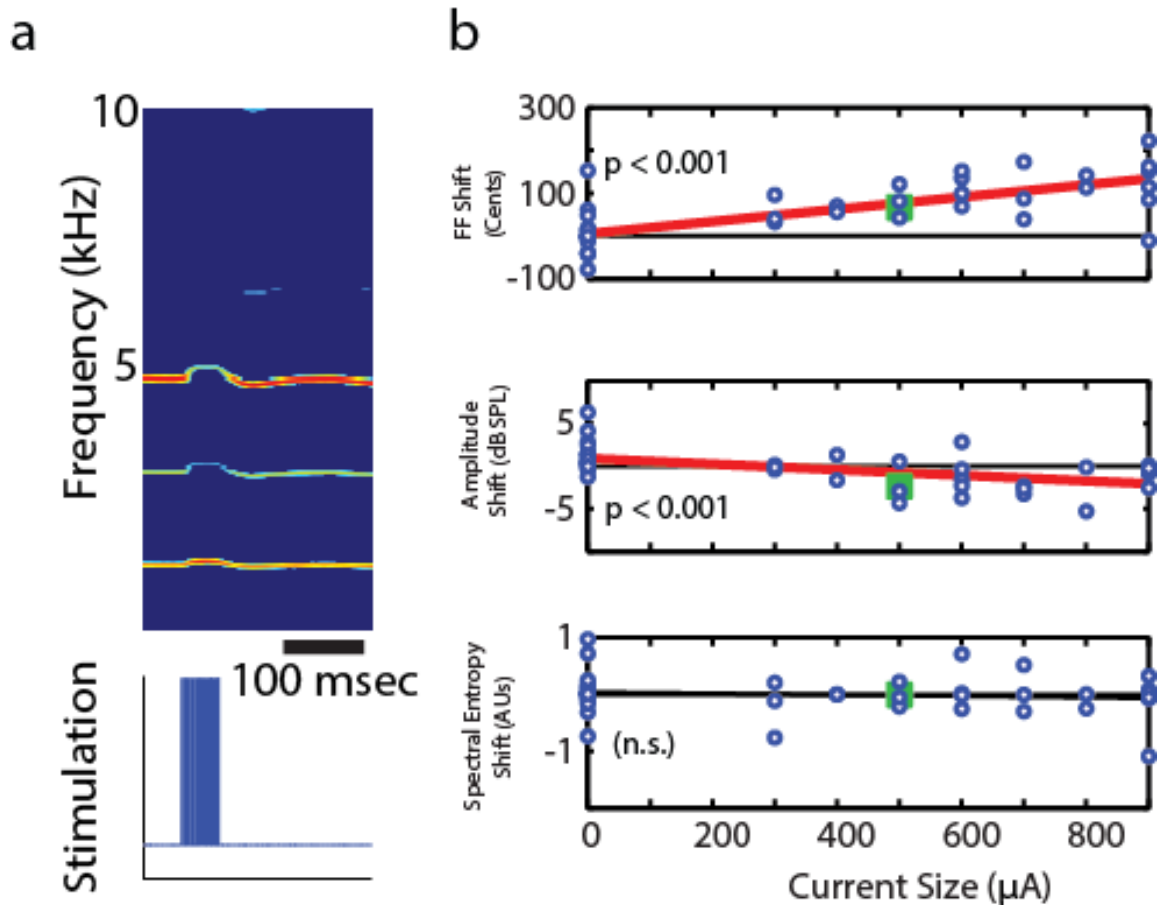 a
b
10
5
Frequency (kHz)
100 msec
Stimulation
300
100
-100
FF Shift
(Cents)
p < 0.001
5
-5
Amplitude
Shift (dB SPL)
p < 0.001
1
-1
Spectral Entropy
Shift (AUs)
(n.s.)
0 200 400 600 800
Current Size (µA)